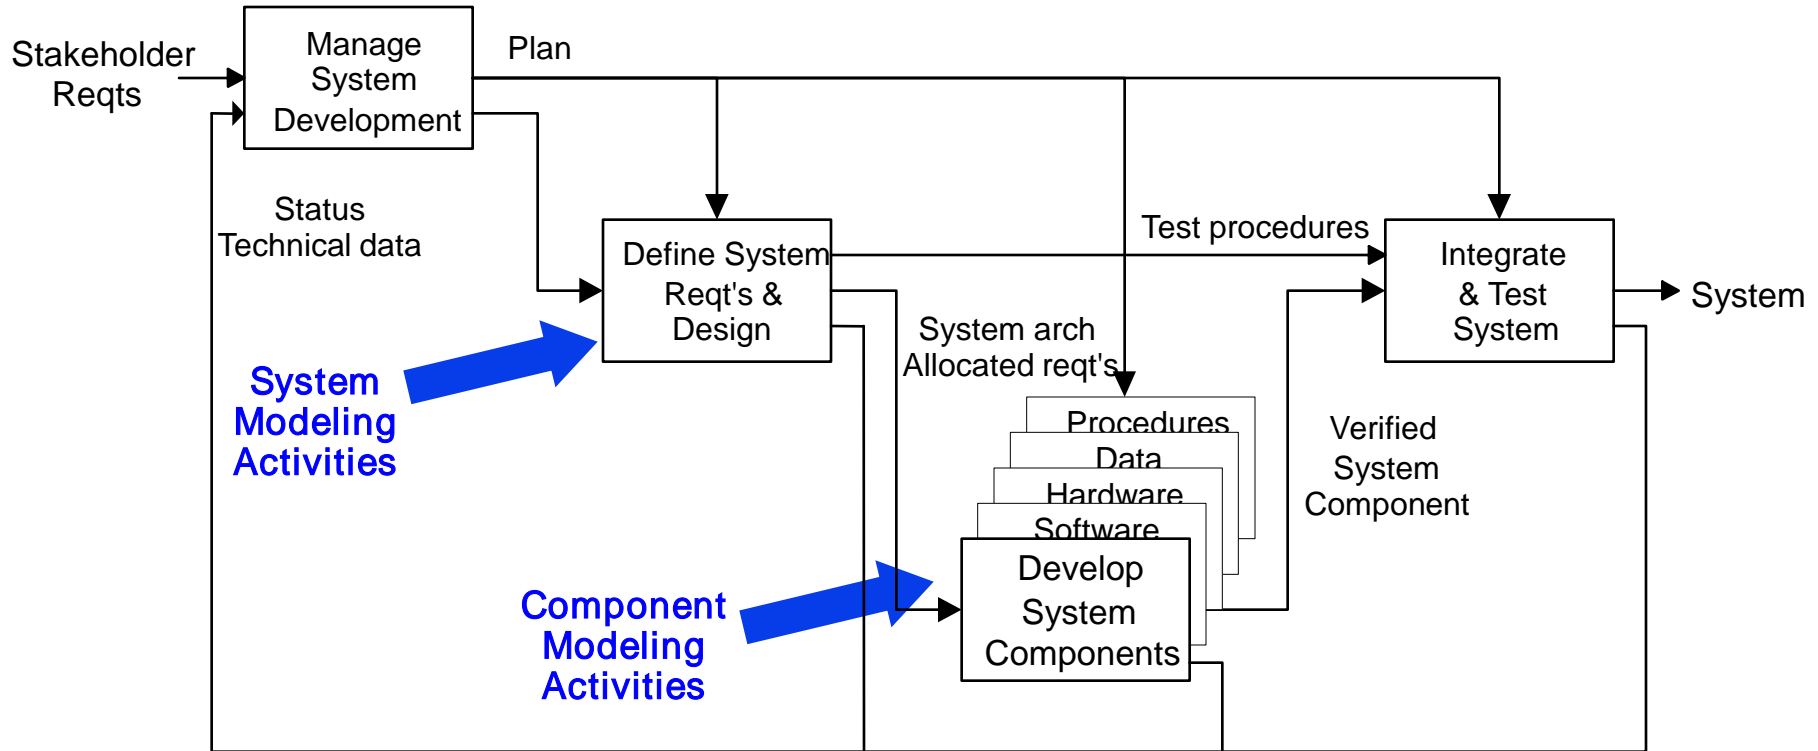 Stakeholder
Reqts
Manage
System
Development
Plan
Status
Technical data
Define System
Reqt's &
Design
Test procedures
Integrate
& Test
System
System
System arch
Allocated reqt's
System
Modeling
Activities
Procedures
Data
Hardware
Software
Develop
System
Components
Verified
System
Component
Component
Modeling
Activities